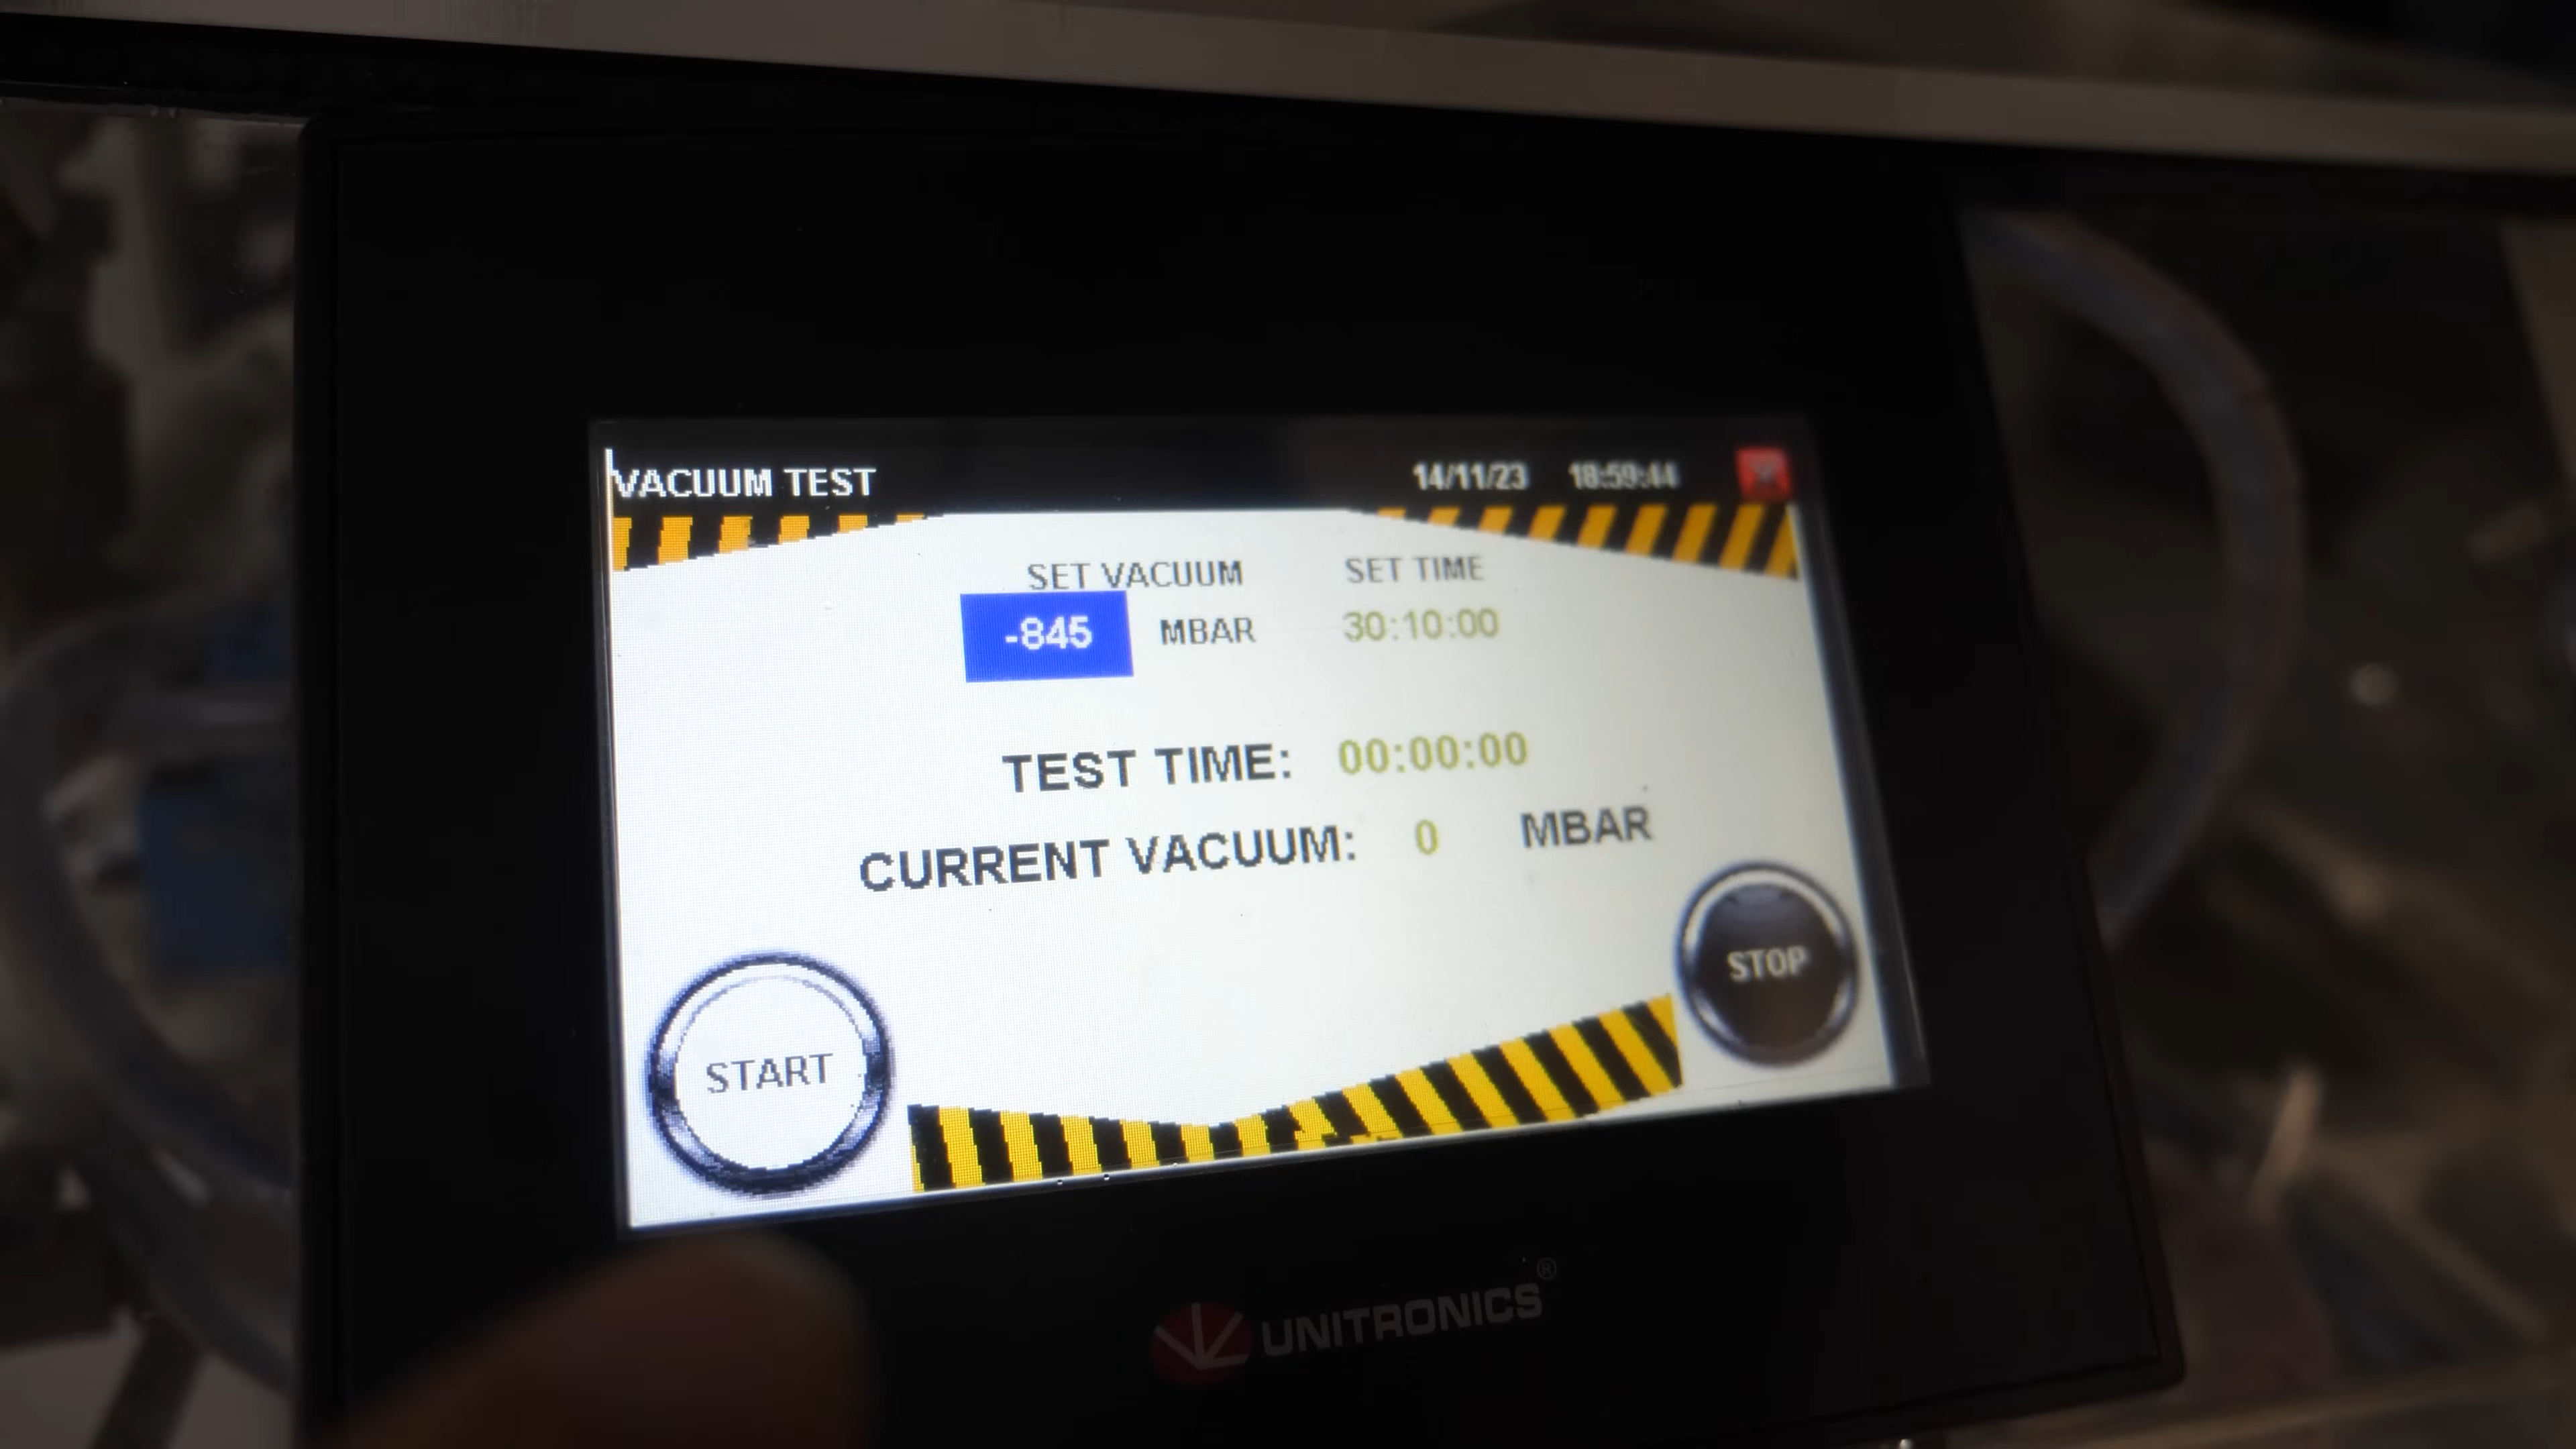 VACUUM TEST 14/11/23 18:59:44
SET VACUUM SET TIME
-845 MBAR 30:10:00
TEST TIME: 00:00:00
CURRENT VACUUM: 0 MBAR
START STOP
UNITRONICS®